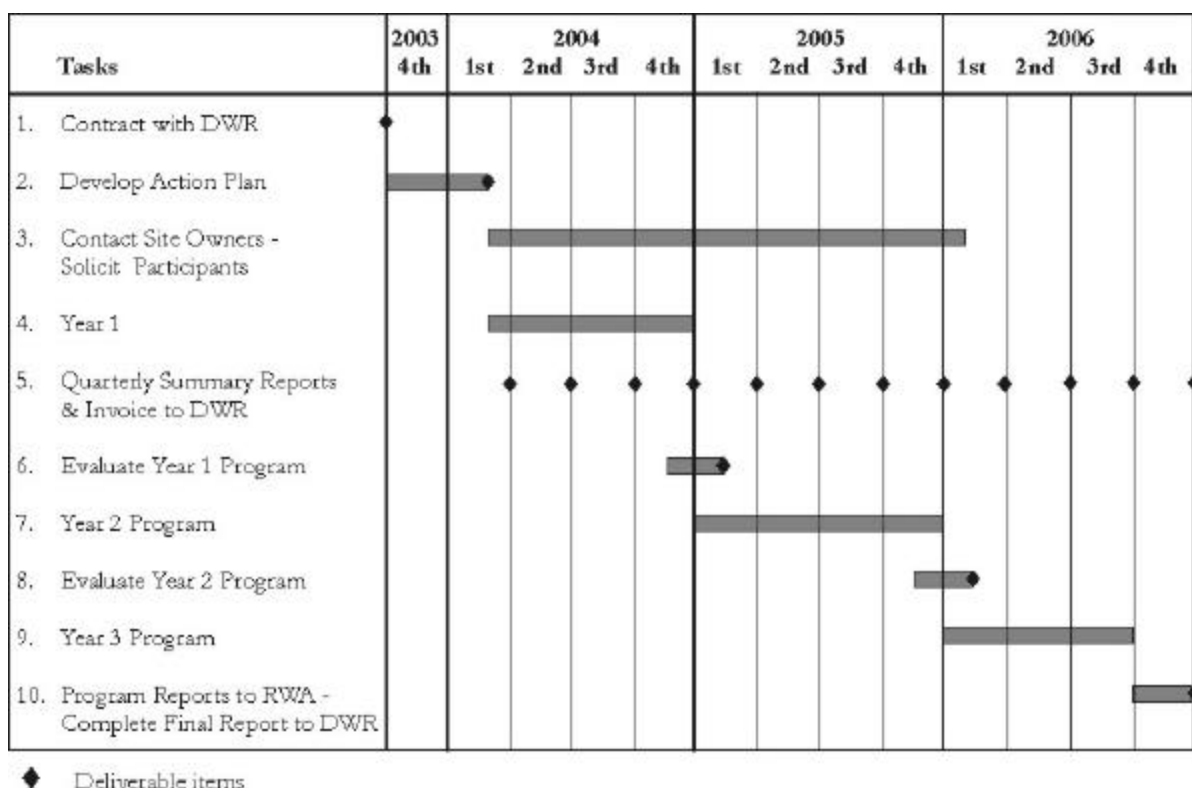 2003 2004 2005 2006
Tasks 4th 1st 2nd 3rd 4th 1st 2nd 3rd 4th 1st 2nd 3rd 4th
1. Contract with DWR
2. Develop Action Plan
3. Contact Site Owners -
Solicit Participants
4. Year 1
5. Quarterly Summary Reports
& Invoice to DWR
6. Evaluate Year 1 Program
7. Year 2 Program
8. Evaluate Year 2 Program
9. Year 3 Program
10. Program Reports to RWA -
Complete Final Report to DWR
Deliverable items